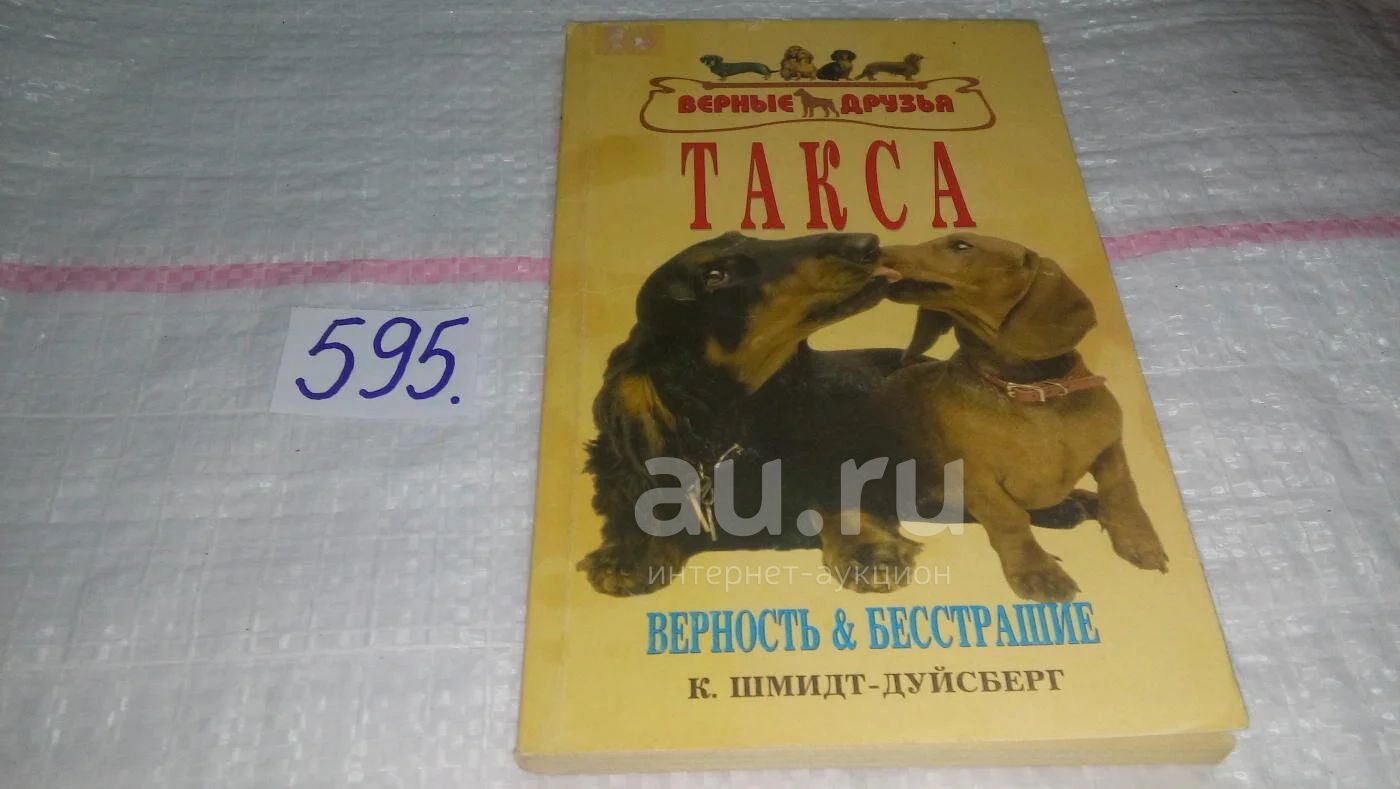 ВЕРНЫЕ ДРУЗЬЯ
ТАКСА
595.
au.ru
интернет-аукцион
ВЕРНОСТЬ & БЕССТРАШИЕ
К. ШМИДТ-ДУЙСБЕРГ